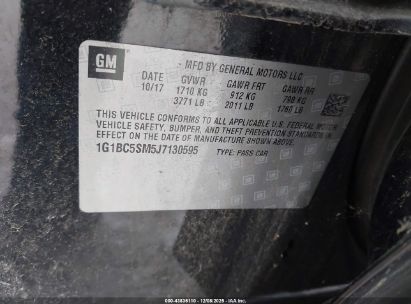 GM
MFD BY GENERAL MOTORS LLC
DATE GVWR GAWR FRT GAWR RR
10/17 1710 KG 912 KG 798 KG
3771 LB 2011 LB 1760 LB
THIS VEHICLE CONFORMS TO ALL APPLICABLE U.S. FEDERAL MOTOR
VEHICLE SAFETY, BUMPER, AND THEFT PREVENTION STANDARDS IN
EFFECT ON THE DATE OF MANUFACTURE SHOWN ABOVE.
1G1BC5SM5J7130595 TYPE: PASS CAR